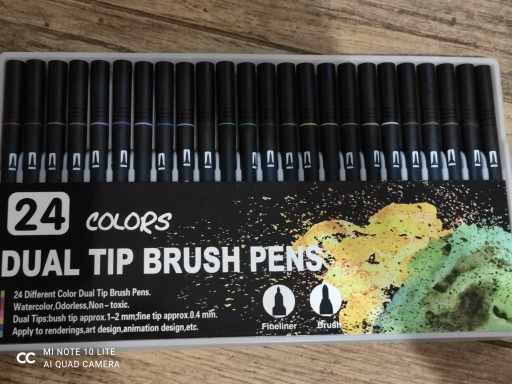 24 COLORS
DUAL TIP BRUSH PENS
24 Different Color Dual Tip Brush Pens.
Watercolor,Odorless,Non-toxic.
Dual Tips:bush tip approx.1-2 mm;fine tip approx.0.4 mm.
Apply to renderings,art design,animation design,etc.
Fineliner
Brush
MI NOTE 10 LITE
AI QUAD CAMERA